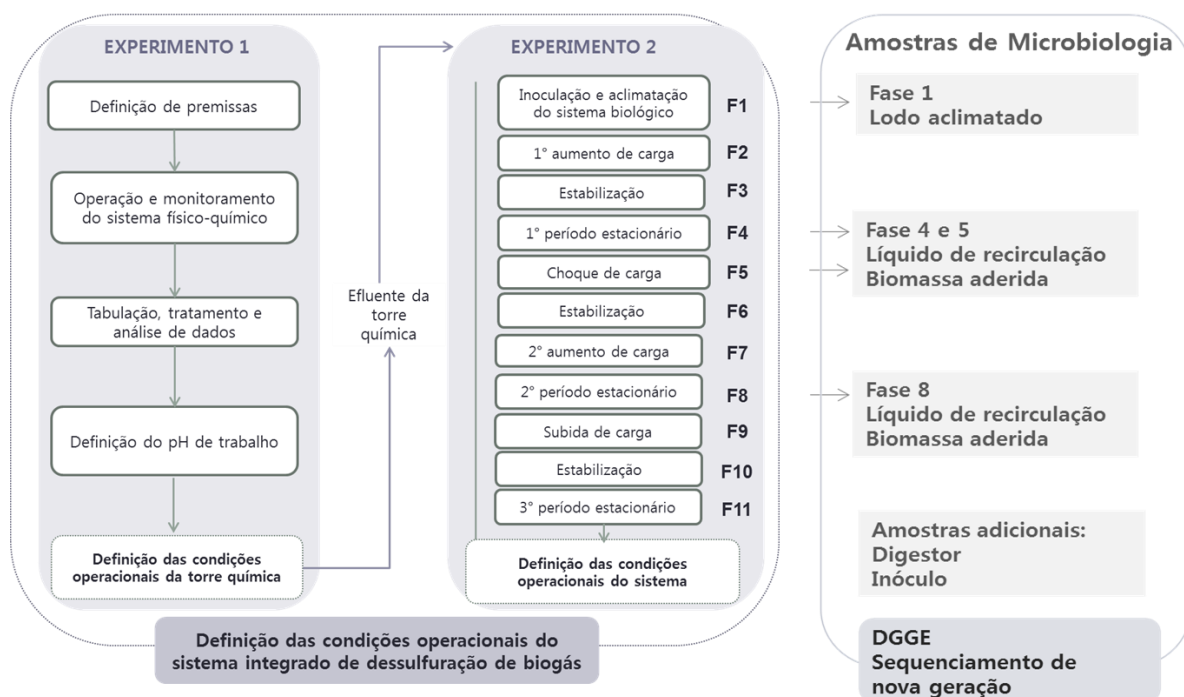 EXPERIMENTO 1
Definição de premissas
Operação e monitoramento
do sistema físico-químico
Tabulação, tratamento e
análise de dados
Definição do pH de trabalho
Definição das condições
operacionais da torre química
Efluente da
torre
química
EXPERIMENTO 2
Inoculação e aclimatação
do sistema biológico
F1
1° aumento de carga
F2
Estabilização
F3
1° período estacionário
F4
Choque de carga
F5
Estabilização
F6
2° aumento de carga
F7
2° período estacionário
F8
Subida de carga
F9
Estabilização
F10
3° período estacionário
F11
Definição das condições
operacionais do sistema
Definição das condições operacionais do
sistema integrado de dessulfuração de biogás
Amostras de Microbiologia
Fase 1
Lodo aclimatado
Fase 4 e 5
Líquido de recirculação
Biomassa aderida
Fase 8
Líquido de recirculação
Biomassa aderida
Amostras adicionais:
Digestor
Inóculo
DGGE
Sequenciamento de
nova geração